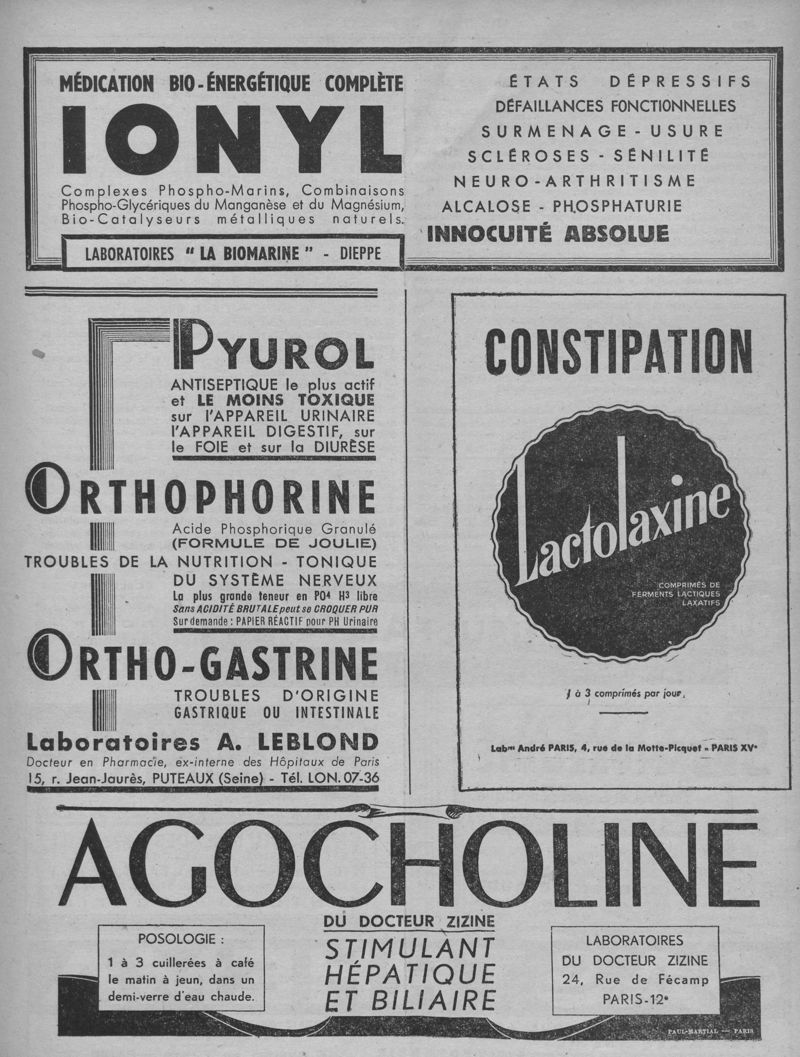 MÉDICATION BIO-ÉNERGÉTIQUE COMPLÈTE
IONYL
Complexes Phospho-Marins, Combinaisons
Phospho-Glycériques du Manganèse et du Magnésium,
Bio-Catalyseurs métalliques naturels.
LABORATOIRES " LA BIOMARINE " - DIEPPE
ÉTATS DÉPRESSIFS
DÉFAILLANCES FONCTIONNELLES
SURMENAGE - USURE
SCLÉROSES - SÉNILITÉ
NEURO-ARTHRITISME
ALCALOSE - PHOSPHATURIE
INNOCUITÉ ABSOLUE
PYUROL
ANTISEPTIQUE le plus actif
et LE MOINS TOXIQUE
sur l'APPAREIL URINAIRE
l'APPAREIL DIGESTIF, sur
le FOIE et sur la DIURÈSE
ORTHOPHORINE
Acide Phosphorique Granulé
(FORMULE DE JOULIE)
TROUBLES DE LA NUTRITION - TONIQUE
DU SYSTÈME NERVEUX
La plus grande teneur en PO4 H3 libre
Sans ACIDITÉ BRUTALE peut se CROQUER PUR
Sur demande : PAPIER RÉACTIF pour PH Urinaire
ORTHO-GASTRINE
TROUBLES D'ORIGINE
GASTRIQUE OU INTESTINALE
Laboratoires A. LEBLOND
Docteur en Pharmacie, ex-interne des Hôpitaux de Paris
15, r. Jean-Jaurès, PUTEAUX (Seine) - Tél. LON. 07-36
CONSTIPATION
Lactolaxine
COMPRIMÉS DE
FERMENTS LACTIQUES
LAXATIFS
1 à 3 comprimés par jour.
Labres André PARIS, 4, rue de la Motte-Picquet - PARIS XVe
AGOCHOLINE
DU DOCTEUR ZIZINE
STIMULANT
HÉPATIQUE
ET BILIAIRE
POSOLOGIE :
1 à 3 cuillerées à café
le matin à jeun, dans un
demi-verre d'eau chaude.
LABORATOIRES
DU DOCTEUR ZIZINE
24, Rue de Fécamp
PARIS-12e
PAUL-MARTIAL — PARIS